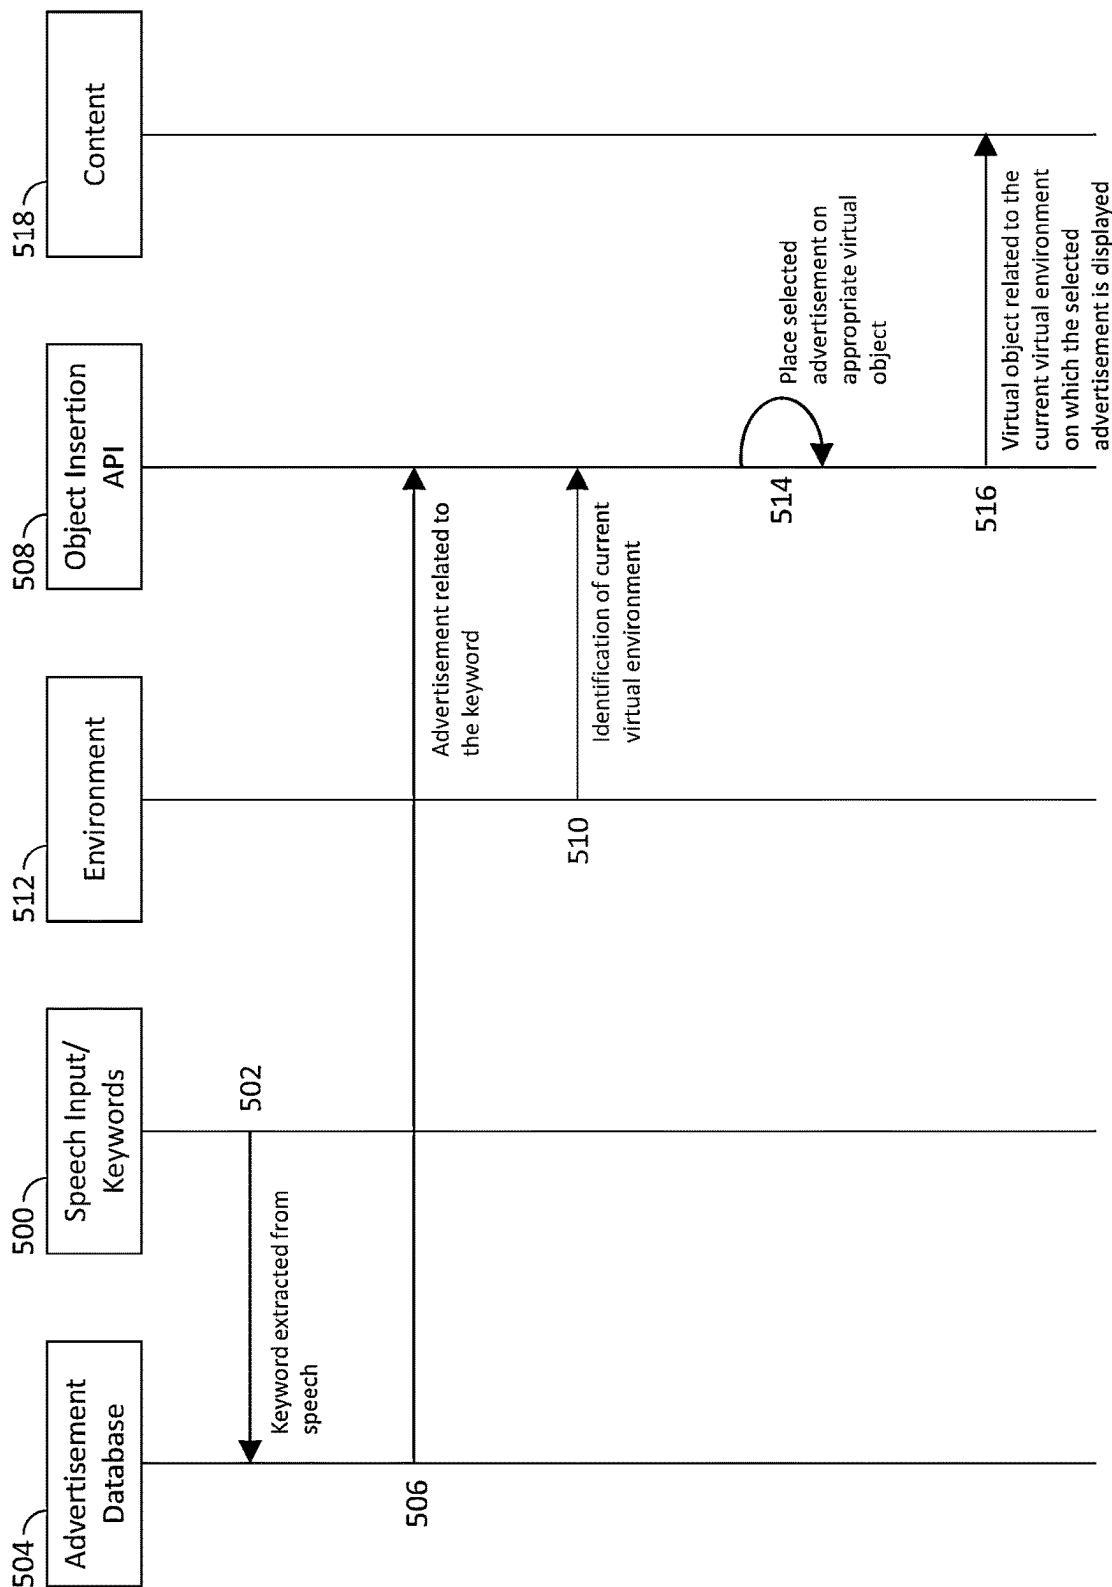 504
Advertisement
Database
500
Speech Input/
Keywords
512
Environment
508
Object Insertion
API
518
Content
502
Keyword extracted from
speech
506
Advertisement related to
the keyword
510
Identification of current
virtual environment
514
Place selected
advertisement on
appropriate virtual
object
516
Virtual object related to the
current virtual environment
on which the selected
advertisement is displayed